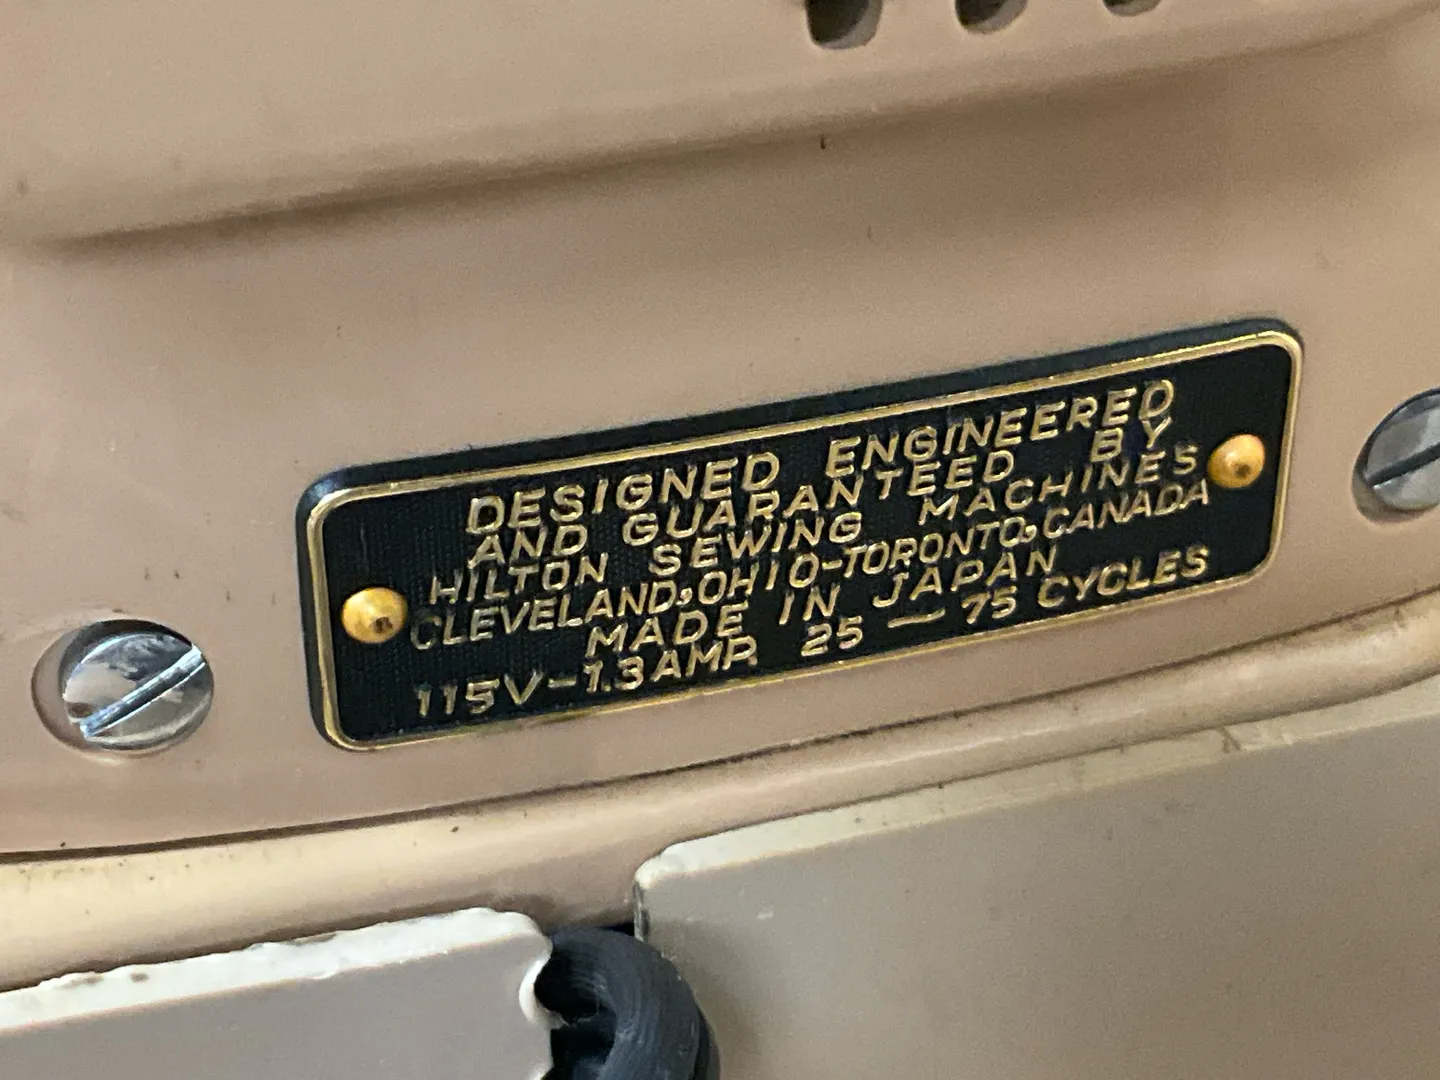 DESIGNED ENGINEERED
AND GUARANTEED BY
HILTON SEWING MACHINES
CLEVELAND,OHIO-TORONTO,CANADA
MADE IN JAPAN
115V-1.3AMP. 25 — 75 CYCLES